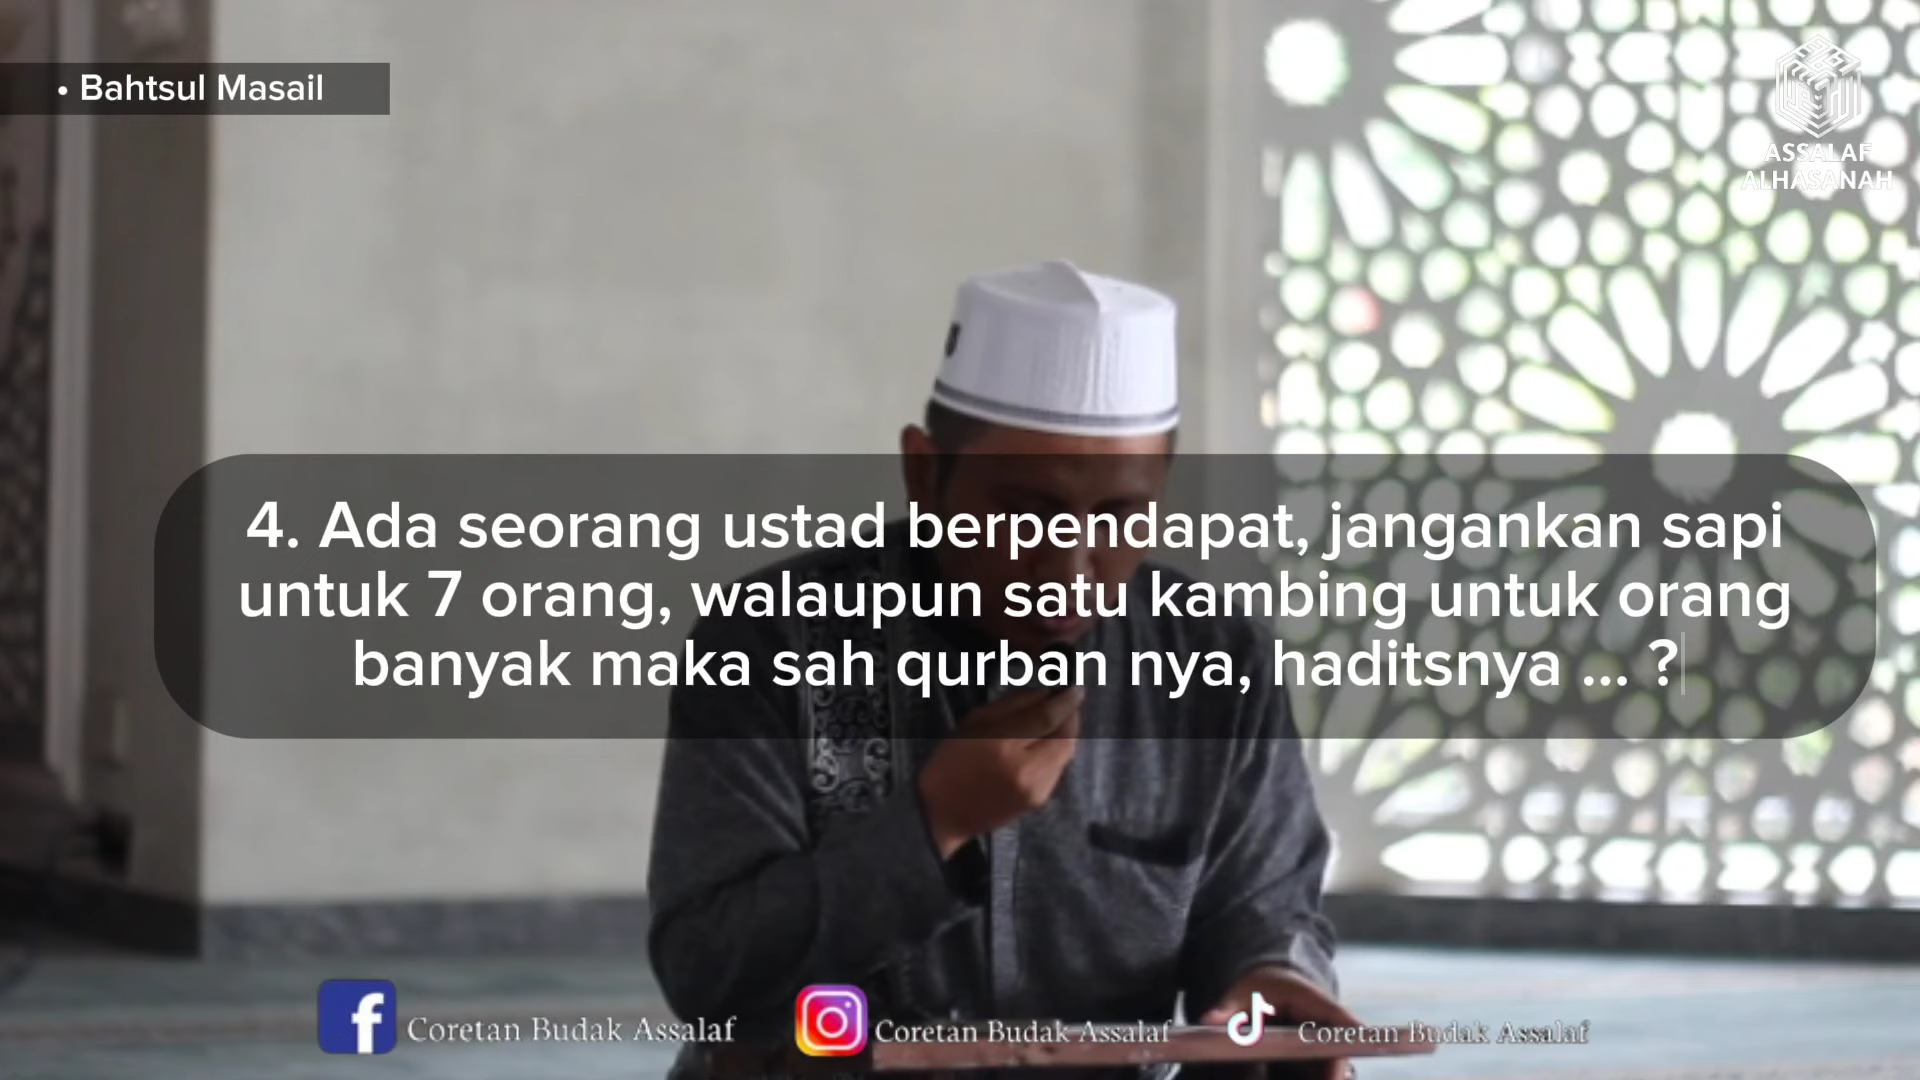 • Bahtsul Masail
ASSALAF
ALHASANAH
4. Ada seorang ustad berpendapat, jangankan sapi
untuk 7 orang, walaupun satu kambing untuk orang
banyak maka sah qurban nya, haditsnya ... ?
Coretan Budak Assalaf
Coretan Budak Assalaf
Coretan Budak Assalaf